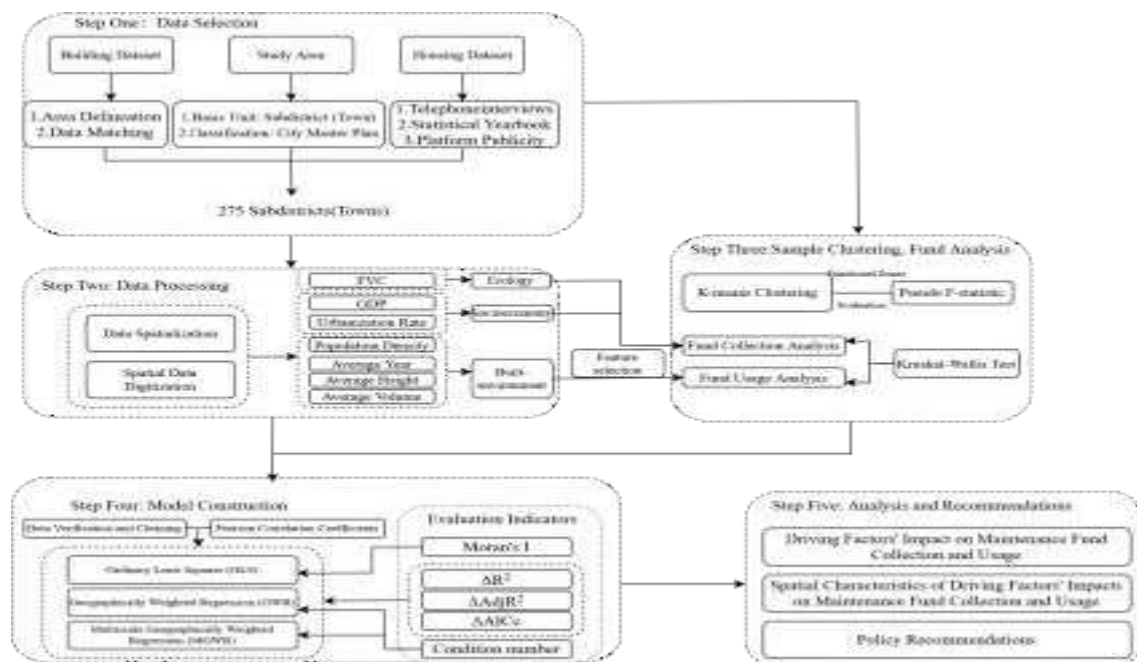 Step One: Data Selection
Building Dataset
Study Area
Housing Dataset
1.Area Delineation
2.Data Matching
1.Basic Unit: Subdistrict (Town)
2.Classification: City Master Plan
1.Telephoneinterviews
2.Statistical Yearbook
3.Platform Publicity
275 Subdistricts(Towns)
Step Two: Data Processing
Data Spatialization
Spatial Data
Digitization
FVC
GDP
Urbanization Rate
Population Density
Average Year
Average Height
Average Volume
Ecology
Built
environment
Feature
selection
Step Three:Sample Clustering, Fund Analysis
K-means Clustering
Evaluation
Pseudo F-statistic
Fund Collection Analysis
Fund Usage Analysis
Kruskal-Wallis Test
Step Four: Model Construction
Data Verification and Cleaning
Pearson Correlation Coefficients
Ordinary Least Squares (OLS)
Geographically Weighted Regression (GWR)
Multiscale Geographically Weighted
Regression (MGWR)
Evaluation Indicators
Moran's I
ΔR²
ΔAdjR²
ΔAICc
Condition number
Step Five: Analysis and Recommendations
Driving Factors' Impact on Maintenance Fund
Collection and Usage
Spatial Characteristics of Driving Factors' Impacts
on Maintenance Fund Collection and Usage
Policy Recommendations